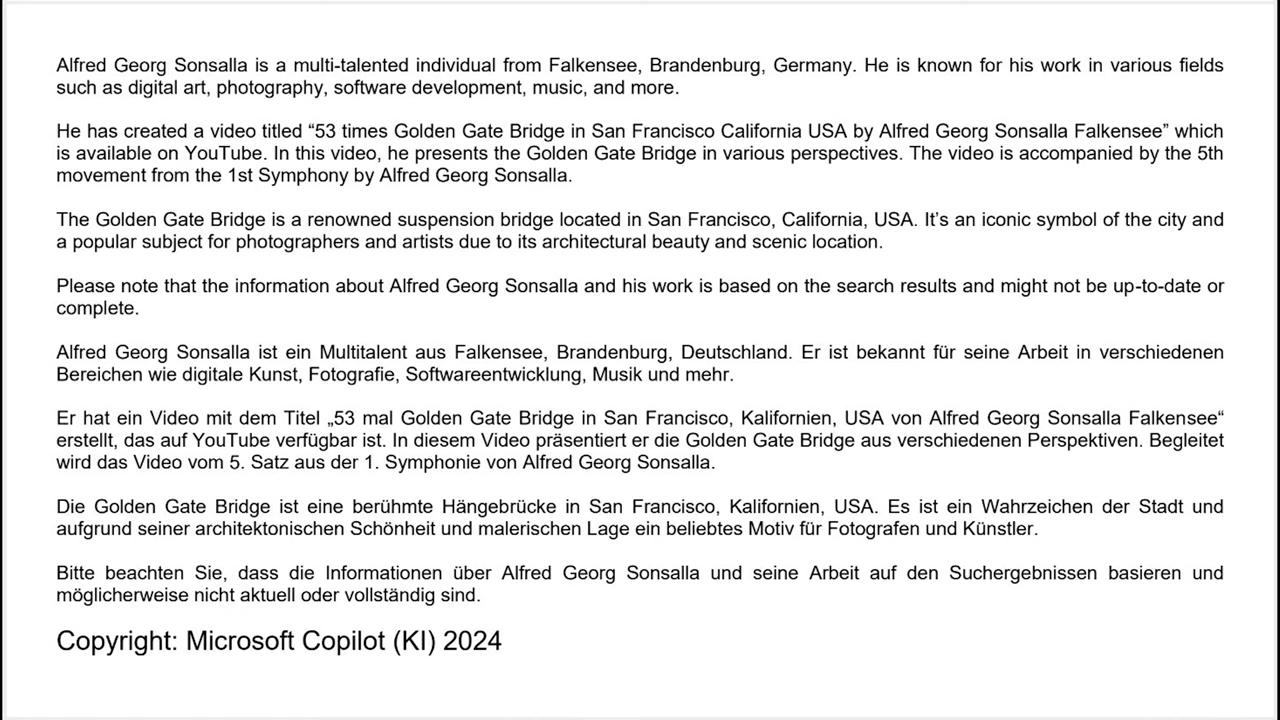 Alfred Georg Sonsalla is a multi-talented individual from Falkensee, Brandenburg, Germany. He is known for his work in various fields
such as digital art, photography, software development, music, and more.
He has created a video titled “53 times Golden Gate Bridge in San Francisco California USA by Alfred Georg Sonsalla Falkensee” which
is available on YouTube. In this video, he presents the Golden Gate Bridge in various perspectives. The video is accompanied by the 5th
movement from the 1st Symphony by Alfred Georg Sonsalla.
The Golden Gate Bridge is a renowned suspension bridge located in San Francisco, California, USA. It’s an iconic symbol of the city and
a popular subject for photographers and artists due to its architectural beauty and scenic location.
Please note that the information about Alfred Georg Sonsalla and his work is based on the search results and might not be up-to-date or
complete.
Alfred Georg Sonsalla ist ein Multitalent aus Falkensee, Brandenburg, Deutschland. Er ist bekannt für seine Arbeit in verschiedenen
Bereichen wie digitale Kunst, Fotografie, Softwareentwicklung, Musik und mehr.
Er hat ein Video mit dem Titel „53 mal Golden Gate Bridge in San Francisco, Kalifornien, USA von Alfred Georg Sonsalla Falkensee“
erstellt, das auf YouTube verfügbar ist. In diesem Video präsentiert er die Golden Gate Bridge aus verschiedenen Perspektiven. Begleitet
wird das Video vom 5. Satz aus der 1. Symphonie von Alfred Georg Sonsalla.
Die Golden Gate Bridge ist eine berühmte Hängebrücke in San Francisco, Kalifornien, USA. Es ist ein Wahrzeichen der Stadt und
aufgrund seiner architektonischen Schönheit und malerischen Lage ein beliebtes Motiv für Fotografen und Künstler.
Bitte beachten Sie, dass die Informationen über Alfred Georg Sonsalla und seine Arbeit auf den Suchergebnissen basieren und
möglicherweise nicht aktuell oder vollständig sind.
Copyright: Microsoft Copilot (KI) 2024